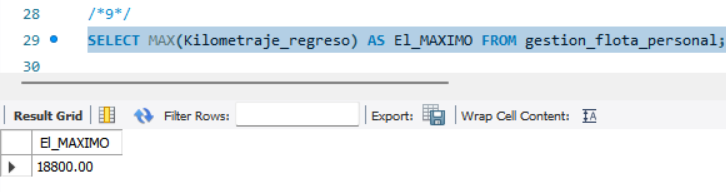 28 /*9*/
29 SELECT MAX(Kilometraje_regreso) AS El_MAXIMO FROM gestion_flota_personal;
30
Result Grid Filter Rows: Export: Wrap Cell Content:
El_MAXIMO
18800.00